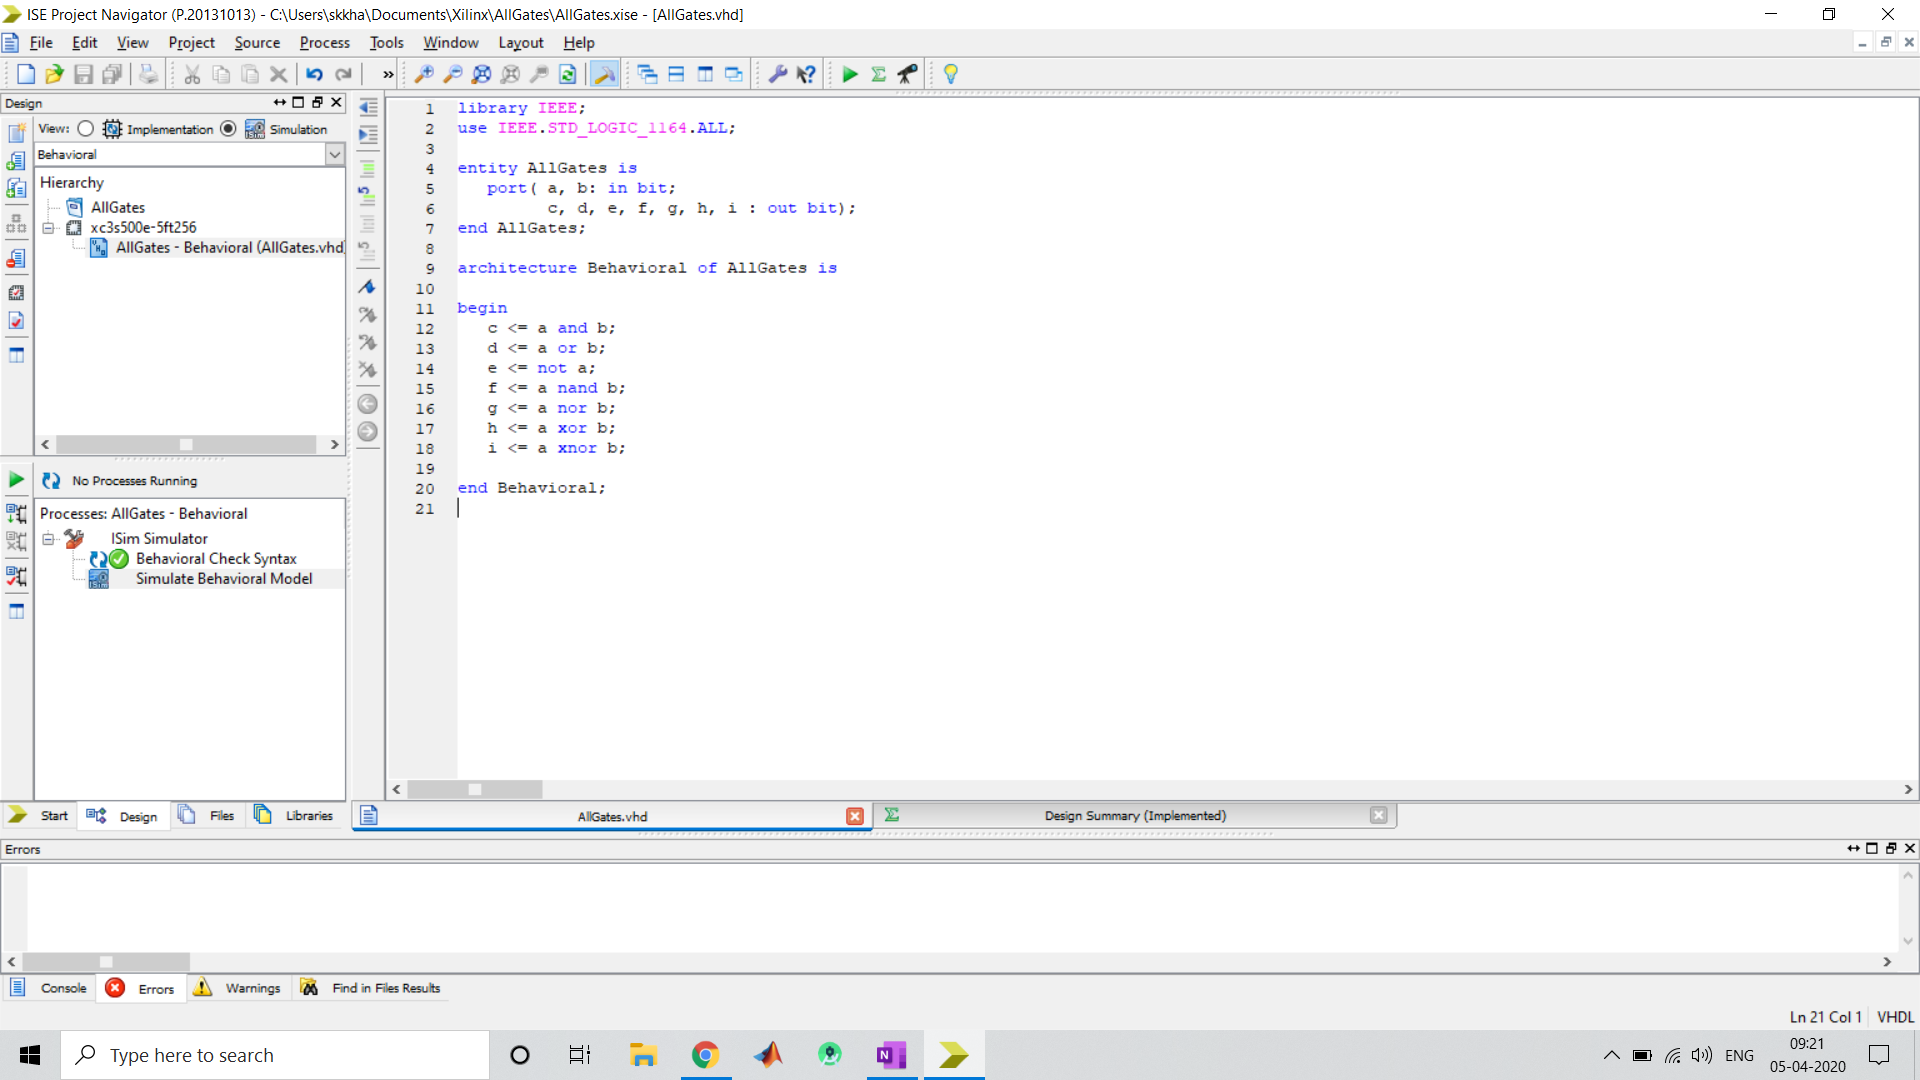 ISE Project Navigator (P.20131013) - C:\Users\skkha\Documents\Xilinx\AllGates\AllGates.xise - [AllGates.vhd]
File Edit View Project Source Process Tools Window Layout Help
»
Design
View: Implementation Simulation
Behavioral
Hierarchy
AllGates
xc3s500e-5ft256
AllGates - Behavioral (AllGates.vhd)
No Processes Running
Processes: AllGates - Behavioral
ISim Simulator
Behavioral Check Syntax
Simulate Behavioral Model
Start Design Files Libraries
1 library IEEE;
2 use IEEE.STD_LOGIC_1164.ALL;
3
4 entity AllGates is
5 port( a, b: in bit;
6 c, d, e, f, g, h, i : out bit);
7 end AllGates;
8
9 architecture Behavioral of AllGates is
10
11 begin
12 c <= a and b;
13 d <= a or b;
14 e <= not a;
15 f <= a nand b;
16 g <= a nor b;
17 h <= a xor b;
18 i <= a xnor b;
19
20 end Behavioral;
21
AllGates.vhd Design Summary (Implemented)
Errors
Console Errors Warnings Find in Files Results
Ln 21 Col 1 VHDL
Type here to search
ENG
09:21
05-04-2020